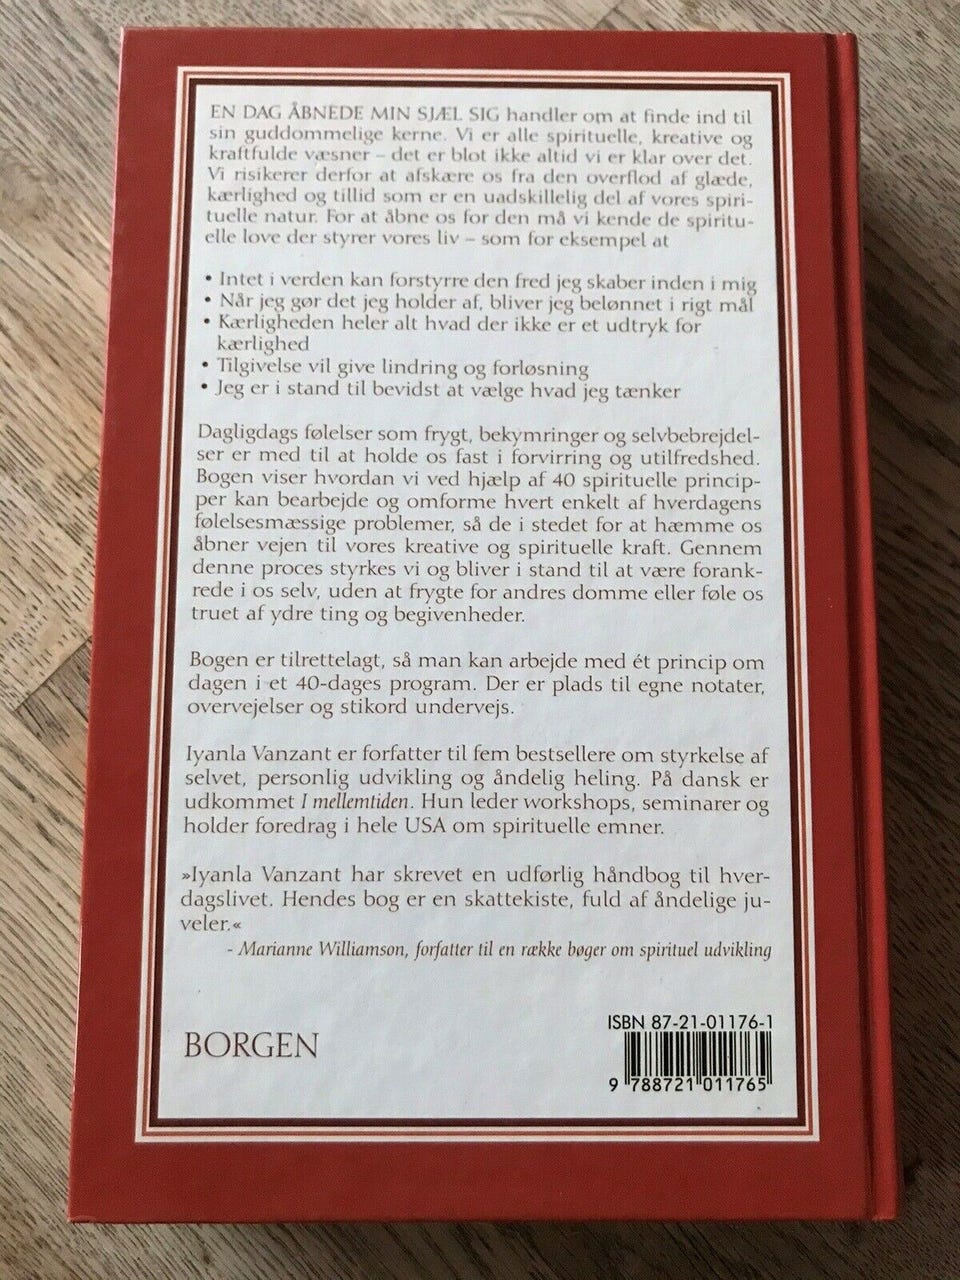 EN DAG ÅBNEDE MIN SJÆL SIG handler om at finde ind til
sin guddommelige kerne. Vi er alle spirituelle, kreative og
kraftfulde væsner – det er blot ikke altid vi er klar over det.
Vi risikerer derfor at afskære os fra den overflod af glæde,
kærlighed og tillid som er en uadskillelig del af vores spiri-
tuelle natur. For at åbne os for den må vi kende de spiritu-
elle love der styrer vores liv – som for eksempel at
• Intet i verden kan forstyrre den fred jeg skaber inden i mig
• Når jeg gør det jeg holder af, bliver jeg belønnet i rigt mål
• Kærligheden heler alt hvad der ikke er et udtryk for
kærlighed
• Tilgivelse vil give lindring og forløsning
• Jeg er i stand til bevidst at vælge hvad jeg tænker
Dagligdags følelser som frygt, bekymringer og selvbebrejdel-
ser er med til at holde os fast i forvirring og utilfredshed.
Bogen viser hvordan vi ved hjælp af 40 spirituelle princip-
per kan bearbejde og omforme hvert enkelt af hverdagens
følelsesmæssige problemer, så de i stedet for at hæmme os
åbner vejen til vores kreative og spirituelle kraft. Gennem
denne proces styrkes vi og bliver i stand til at være forank-
rede i os selv, uden at frygte for andres domme eller føle os
truet af ydre ting og begivenheder.
Bogen er tilrettelagt, så man kan arbejde med ét princip om
dagen i et 40-dages program. Der er plads til egne notater,
overvejelser og stikord undervejs.
Iyanla Vanzant er forfatter til fem bestsellere om styrkelse af
selvet, personlig udvikling og åndelig heling. På dansk er
udkommet I mellemtiden. Hun leder workshops, seminarer og
holder foredrag i hele USA om spirituelle emner.
»Iyanla Vanzant har skrevet en udførlig håndbog til hver-
dagslivet. Hendes bog er en skattekiste, fuld af åndelige ju-
veler.«
- Marianne Williamson, forfatter til en række bøger om spirituel udvikling
ISBN 87-21-01176-1
BORGEN
9 788721 011765